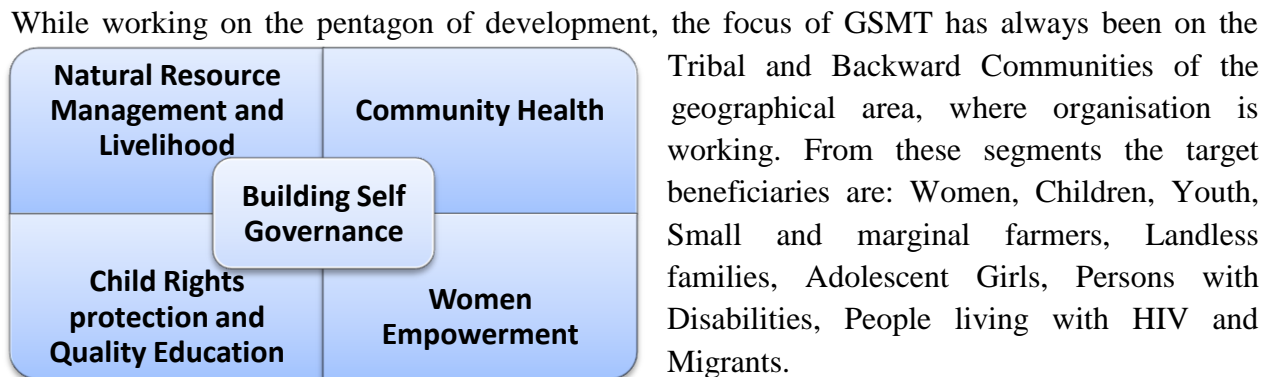 While working on the pentagon of development, the focus of GSMT has always been on the
Natural Resource
Management and
Livelihood
Community Health
Building Self
Governance
Child Rights
protection and
Quality Education
Women
Empowerment
Tribal and Backward Communities of the
geographical area, where organisation is
working. From these segments the target
beneficiaries are: Women, Children, Youth,
Small and marginal farmers, Landless
families, Adolescent Girls, Persons with
Disabilities, People living with HIV and
Migrants.